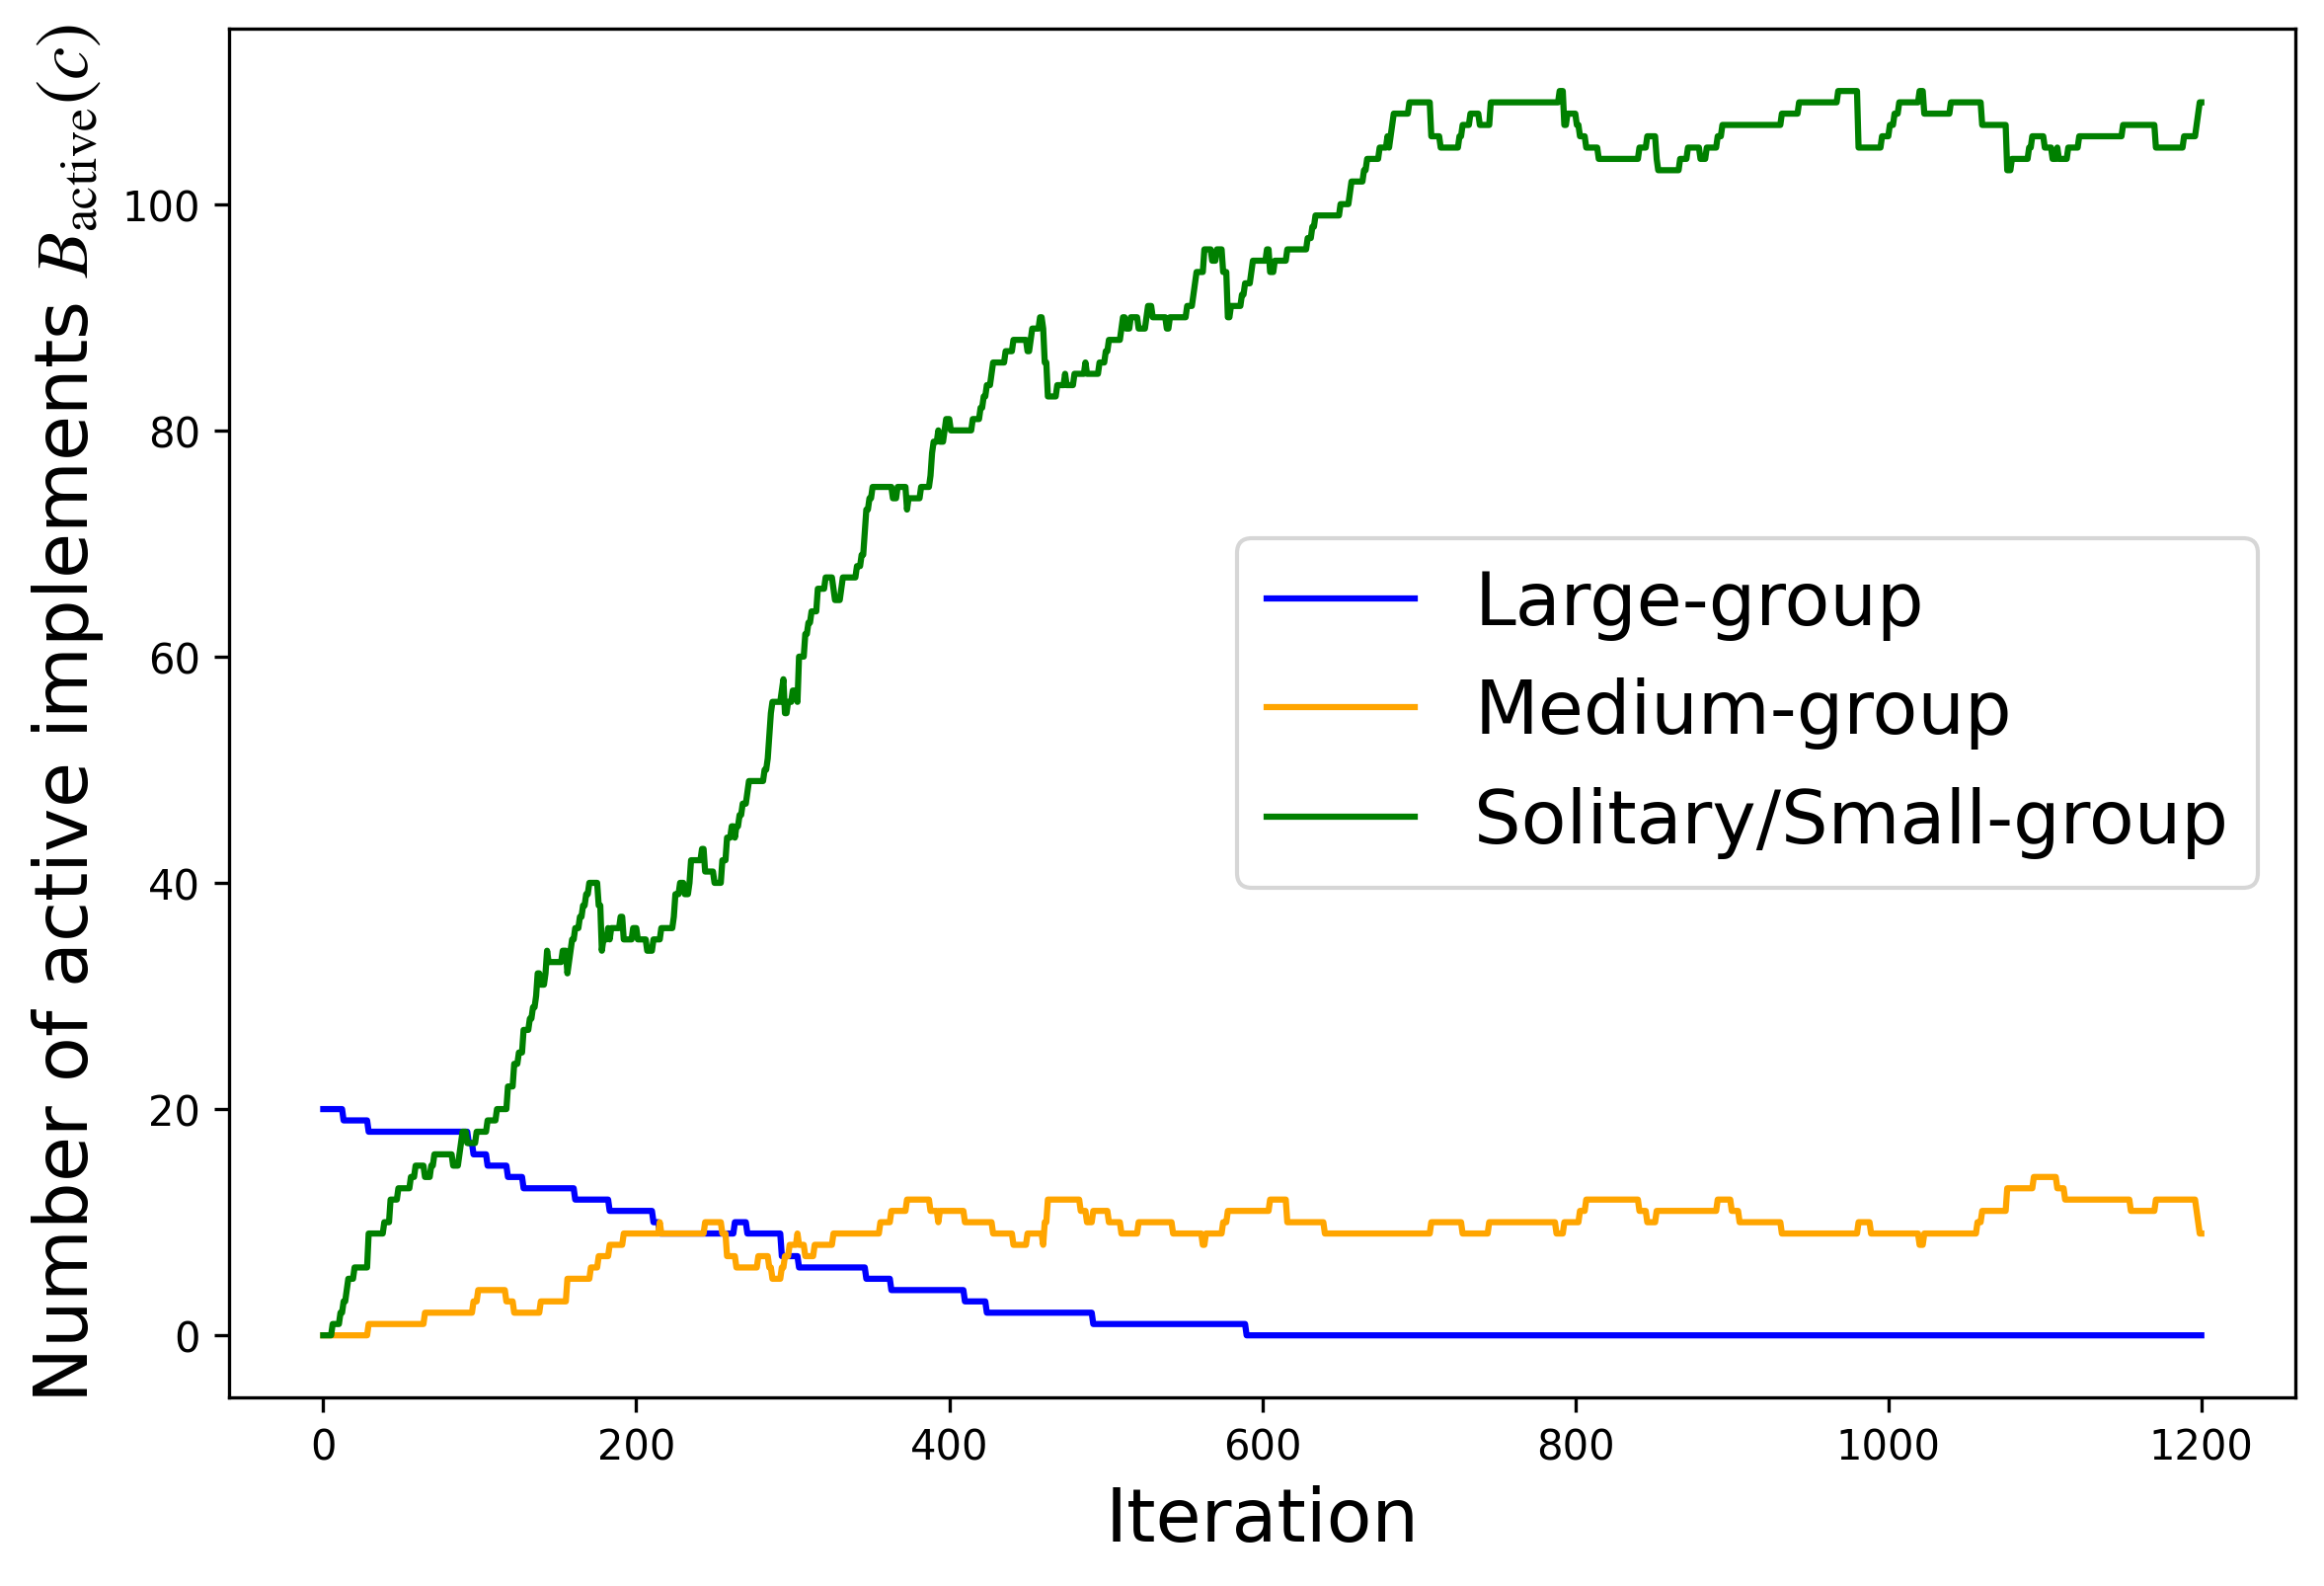 Number of active implements B_active(c)
100
80
60
40
20
0
Large-group
Medium-group
Solitary/Small-group
0 200 400 600 800 1000 1200
Iteration